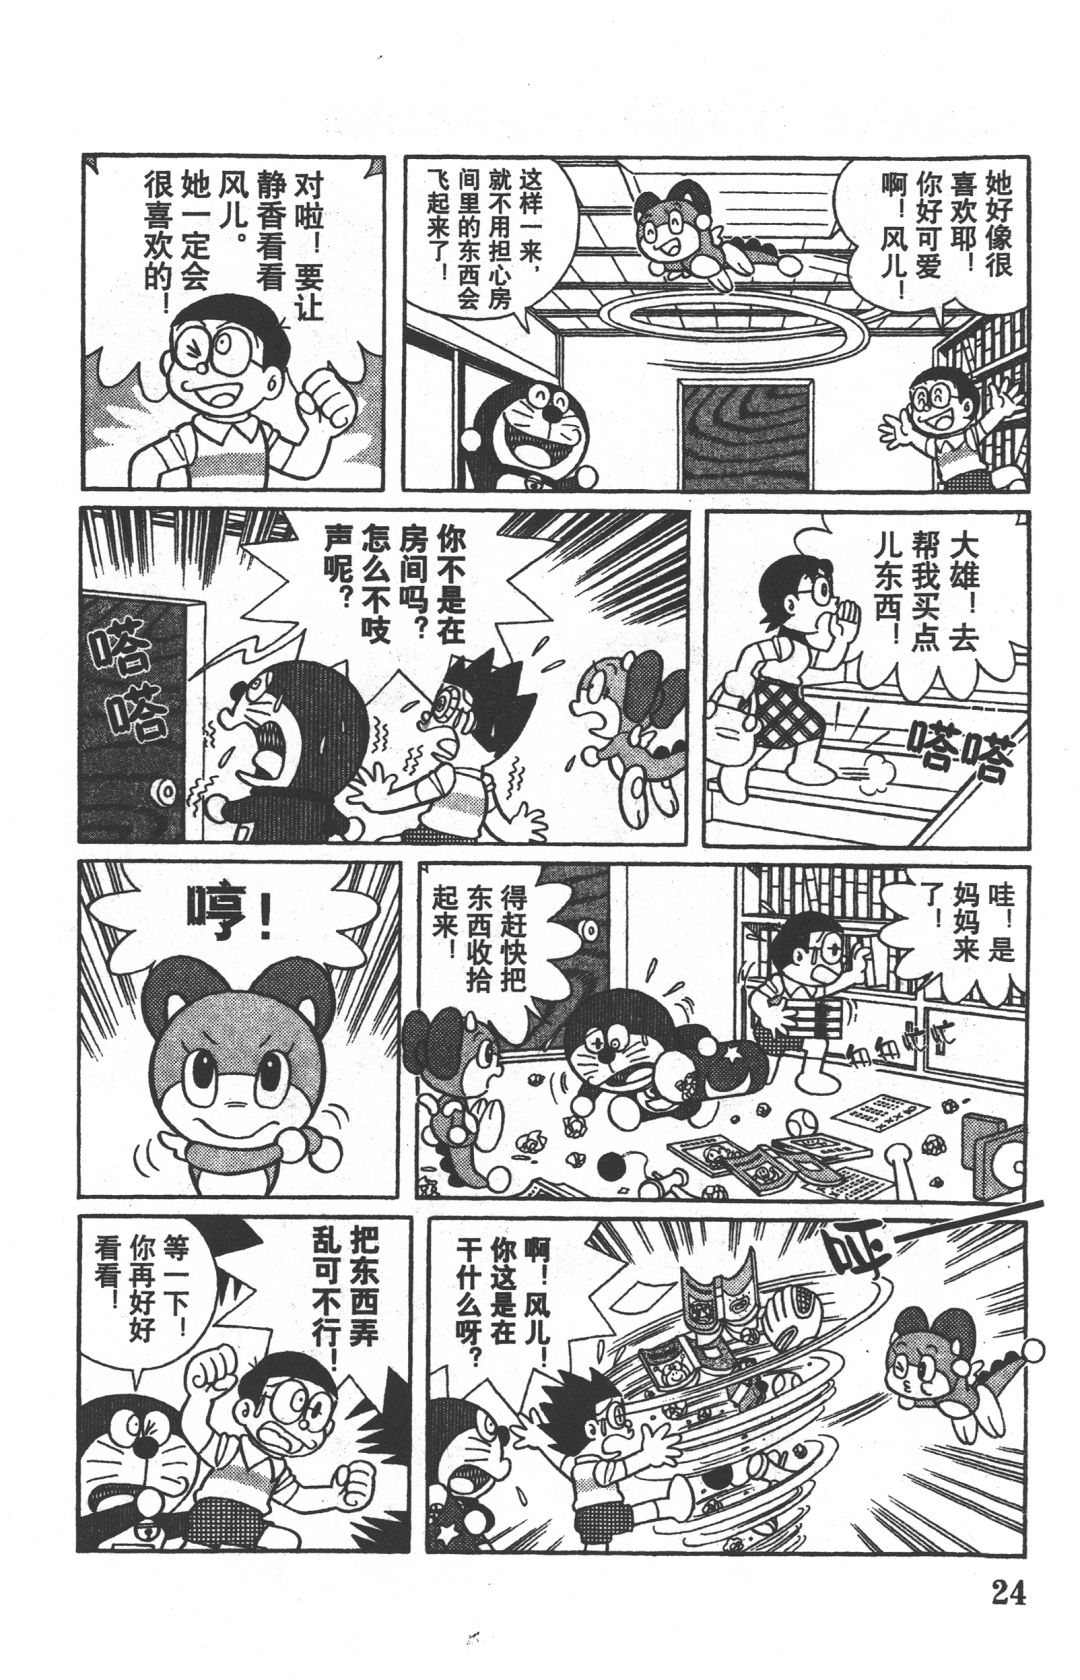 她好像很
喜欢耶！
你好可爱
啊！风儿！
这样一来，
就不用担心房
间里的东西会
飞起来了！
对啦！要让
静香看看
风儿。
她一定会
很喜欢的！
大雄！去
帮我买点
儿东西！
嗒嗒
你不是在
房间吗？
怎么不吱
声呢？
嗒
嗒
哇！是
妈妈来
了！
得赶快把
东西收拾
起来！
匆匆忙忙
哼！
呼—
啊！风儿！
你这是在
干什么呀？
把东西弄
乱可不行！
等一下！
你再好好
看看！
24